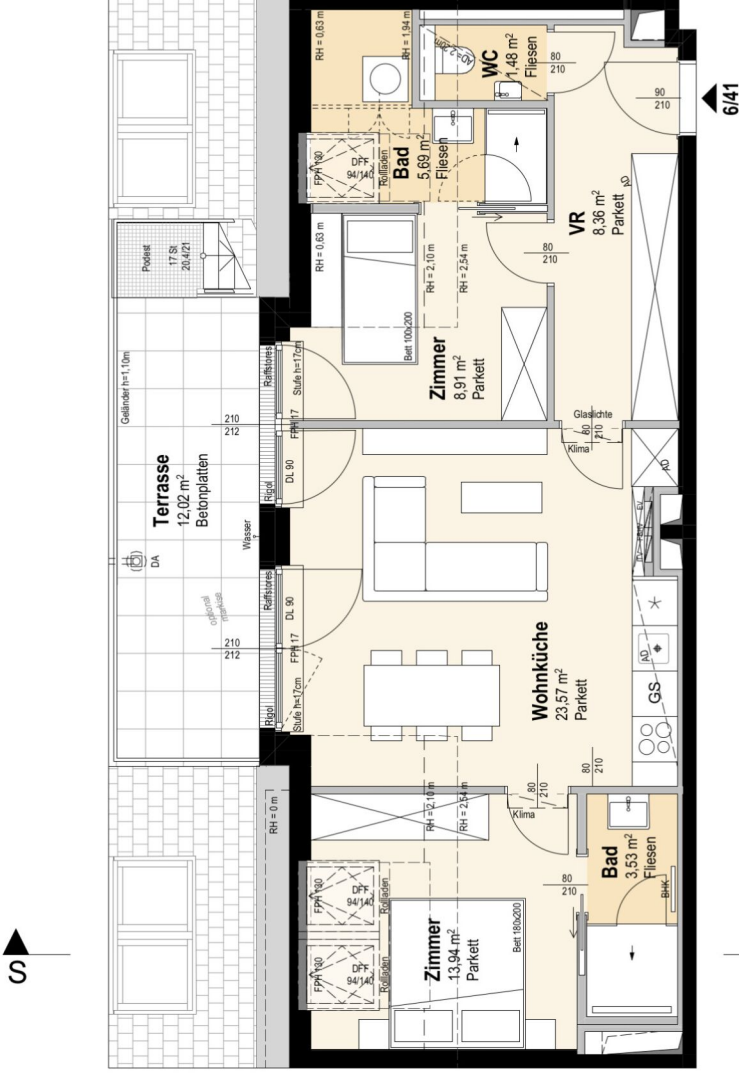 RH = 0,63 m
RH = 1,94 m
AD=2,20m
WC
1,48 m²
Fliesen
80
210
90
210
6/41
FPH 130
DFF
94/140
Rollläden
Bad
5,69 m²
Fliesen
VR
8,36 m²
Parkett
AD
Podest
17 St
20,4/21
RH = 0,63 m
RH = 2,10 m
RH = 2,54 m
80
210
Bett 100x200
Zimmer
8,91 m²
Parkett
Geländer h=1,10m
Raffstores
Stufe h=17cm
210
212
FPH 17
Glaslichte
80
210
Klima
Terrasse
12,02 m²
Betonplatten
Rigol
DL 90
AD
Wasser
DA
optional
markise
Raffstores
DL 90
210
212
FPH 17
Stufe h=17cm
Rigol
Wohnküche
23,57 m²
Parkett
AD
GS
80
210
80
210
Klima
RH = 0 m
RH = 2,10 m
RH = 2,54 m
FPH 130
DFF
94/140
Rollläden
FPH 130
DFF
94/140
Rollläden
80
210
Bad
3,53 m²
Fliesen
BHK
Zimmer
13,94 m²
Parkett
Bett 180x200
S